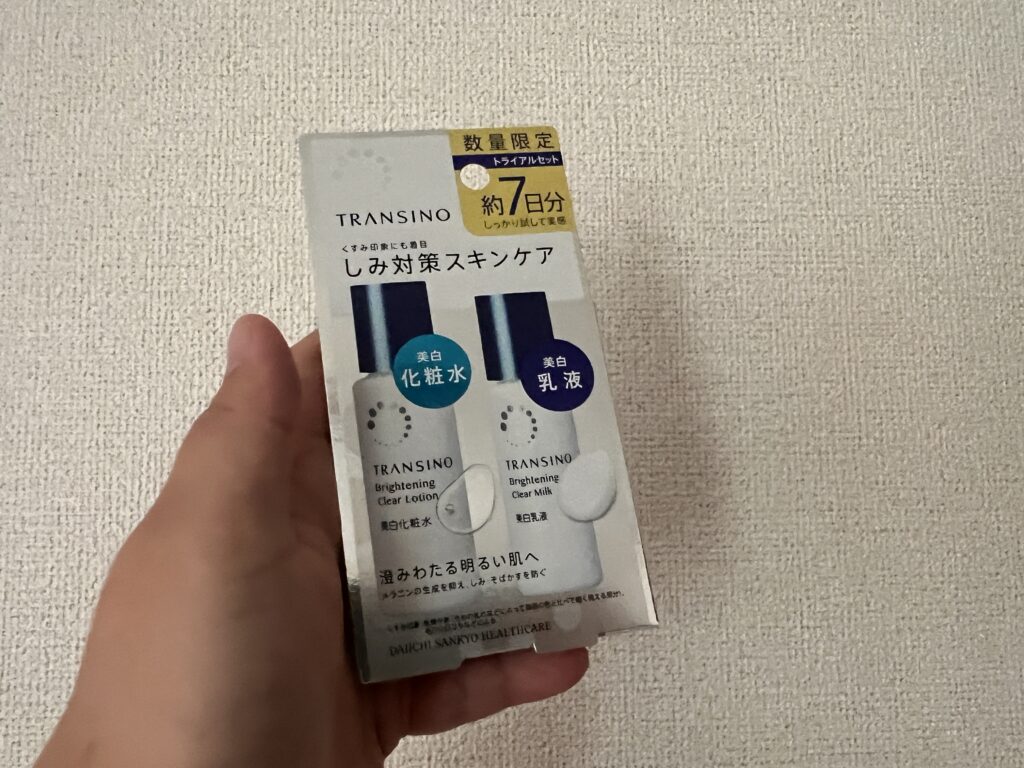 数量限定
トライアルセット
約7日分
しっかり試して実感
TRANSINO
くすみ印象にも着目
しみ対策スキンケア
美白
化粧水
美白
乳液
TRANSINO
Brightening
Clear Lotion
美白化粧水
TRANSINO
Brightening
Clear Milk
美白乳液
澄みわたる明るい肌へ
メラニンの生成を抑え、しみ・そばかすを防ぐ
DAIICHI SANKYO HEALTHCARE